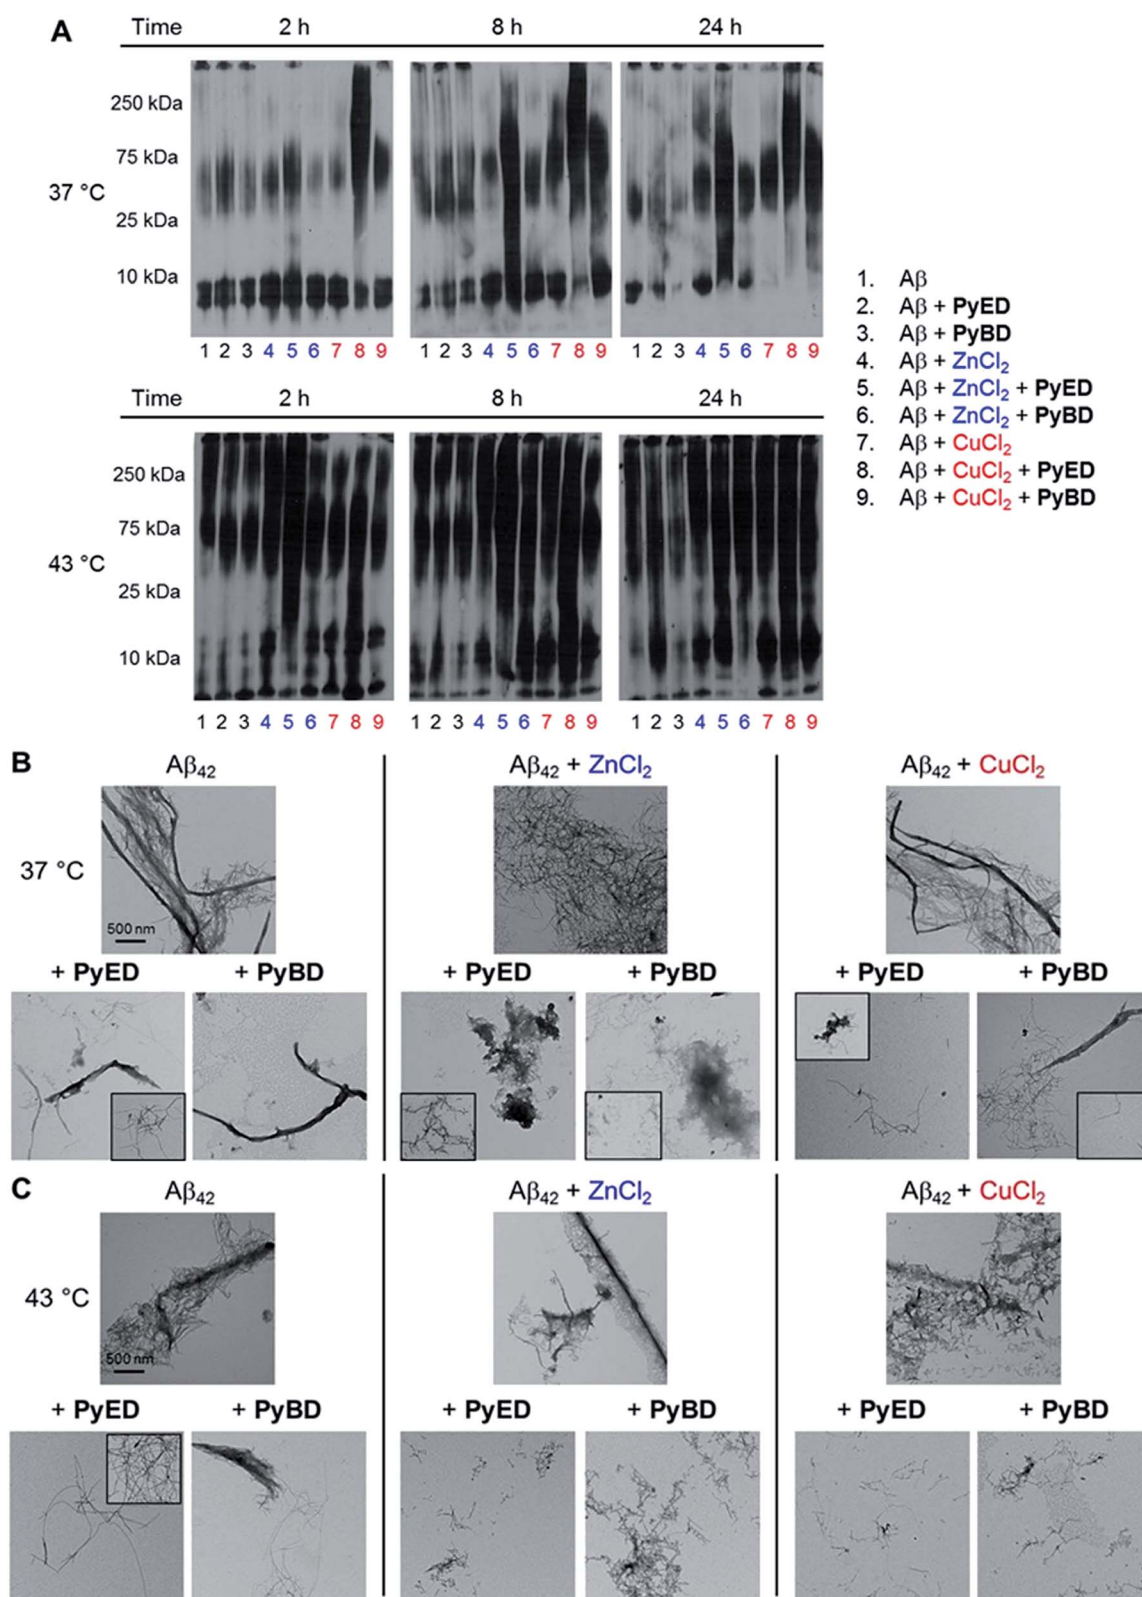 A Time 2 h 8 h 24 h
250 kDa
75 kDa
37 °C
25 kDa
10 kDa
1 2 3 4 5 6 7 8 9 1 2 3 4 5 6 7 8 9 1 2 3 4 5 6 7 8 9
Time 2 h 8 h 24 h
250 kDa
75 kDa
43 °C
25 kDa
10 kDa
1 2 3 4 5 6 7 8 9 1 2 3 4 5 6 7 8 9 1 2 3 4 5 6 7 8 9
1. Aβ
2. Aβ + PyED
3. Aβ + PyBD
4. Aβ + ZnCl₂
5. Aβ + ZnCl₂ + PyED
6. Aβ + ZnCl₂ + PyBD
7. Aβ + CuCl₂
8. Aβ + CuCl₂ + PyED
9. Aβ + CuCl₂ + PyBD
B Aβ₄₂ Aβ₄₂ + ZnCl₂ Aβ₄₂ + CuCl₂
37 °C
500 nm
+ PyED + PyBD + PyED + PyBD + PyED + PyBD
C Aβ₄₂ Aβ₄₂ + ZnCl₂ Aβ₄₂ + CuCl₂
43 °C
500 nm
+ PyED + PyBD + PyED + PyBD + PyED + PyBD